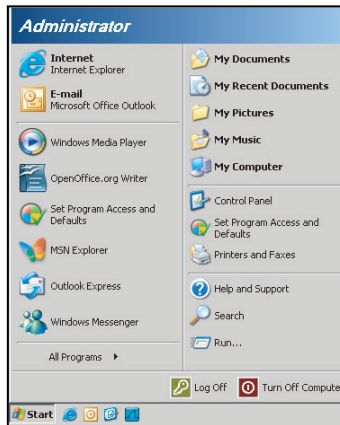 Administrator
Internet
Internet Explorer
E-mail
Microsoft Office Outlook
Windows Media Player
OpenOffice.org Writer
Set Program Access and
Defaults
MSN Explorer
Outlook Express
Windows Messenger
All Programs
My Documents
My Recent Documents
My Pictures
My Music
My Computer
Control Panel
Set Program Access and
Defaults
Printers and Faxes
Help and Support
Search
Run...
Log Off
Turn Off Compute
Start